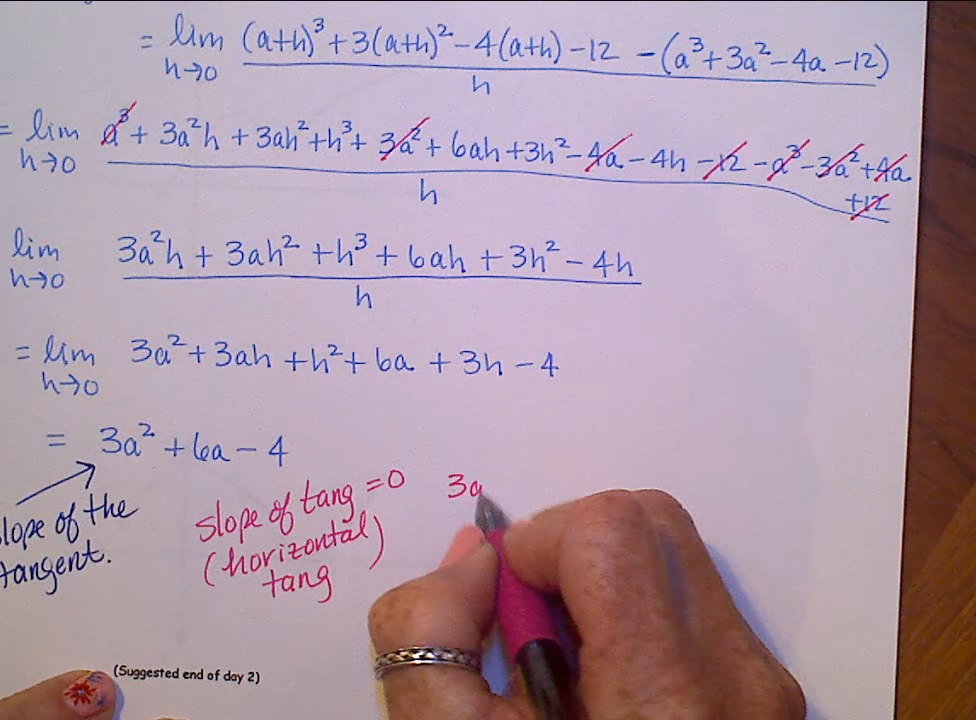 = lim h→0 (a+h)³ + 3(a+h)² - 4(a+h) - 12 - (a³ + 3a² - 4a - 12) / h
= lim h→0 a³ + 3a²h + 3ah² + h³ + 3a² + 6ah + 3h² - 4a - 4h - 12 - a³ - 3a² + 4a + 12 / h
lim h→0 3a²h + 3ah² + h³ + 6ah + 3h² - 4h / h
= lim h→0 3a² + 3ah + h² + 6a + 3h - 4
= 3a² + 6a - 4
lope of the
tangent.
slope of tang = 0
(horizontal)
tang
3a
(Suggested end of day 2)